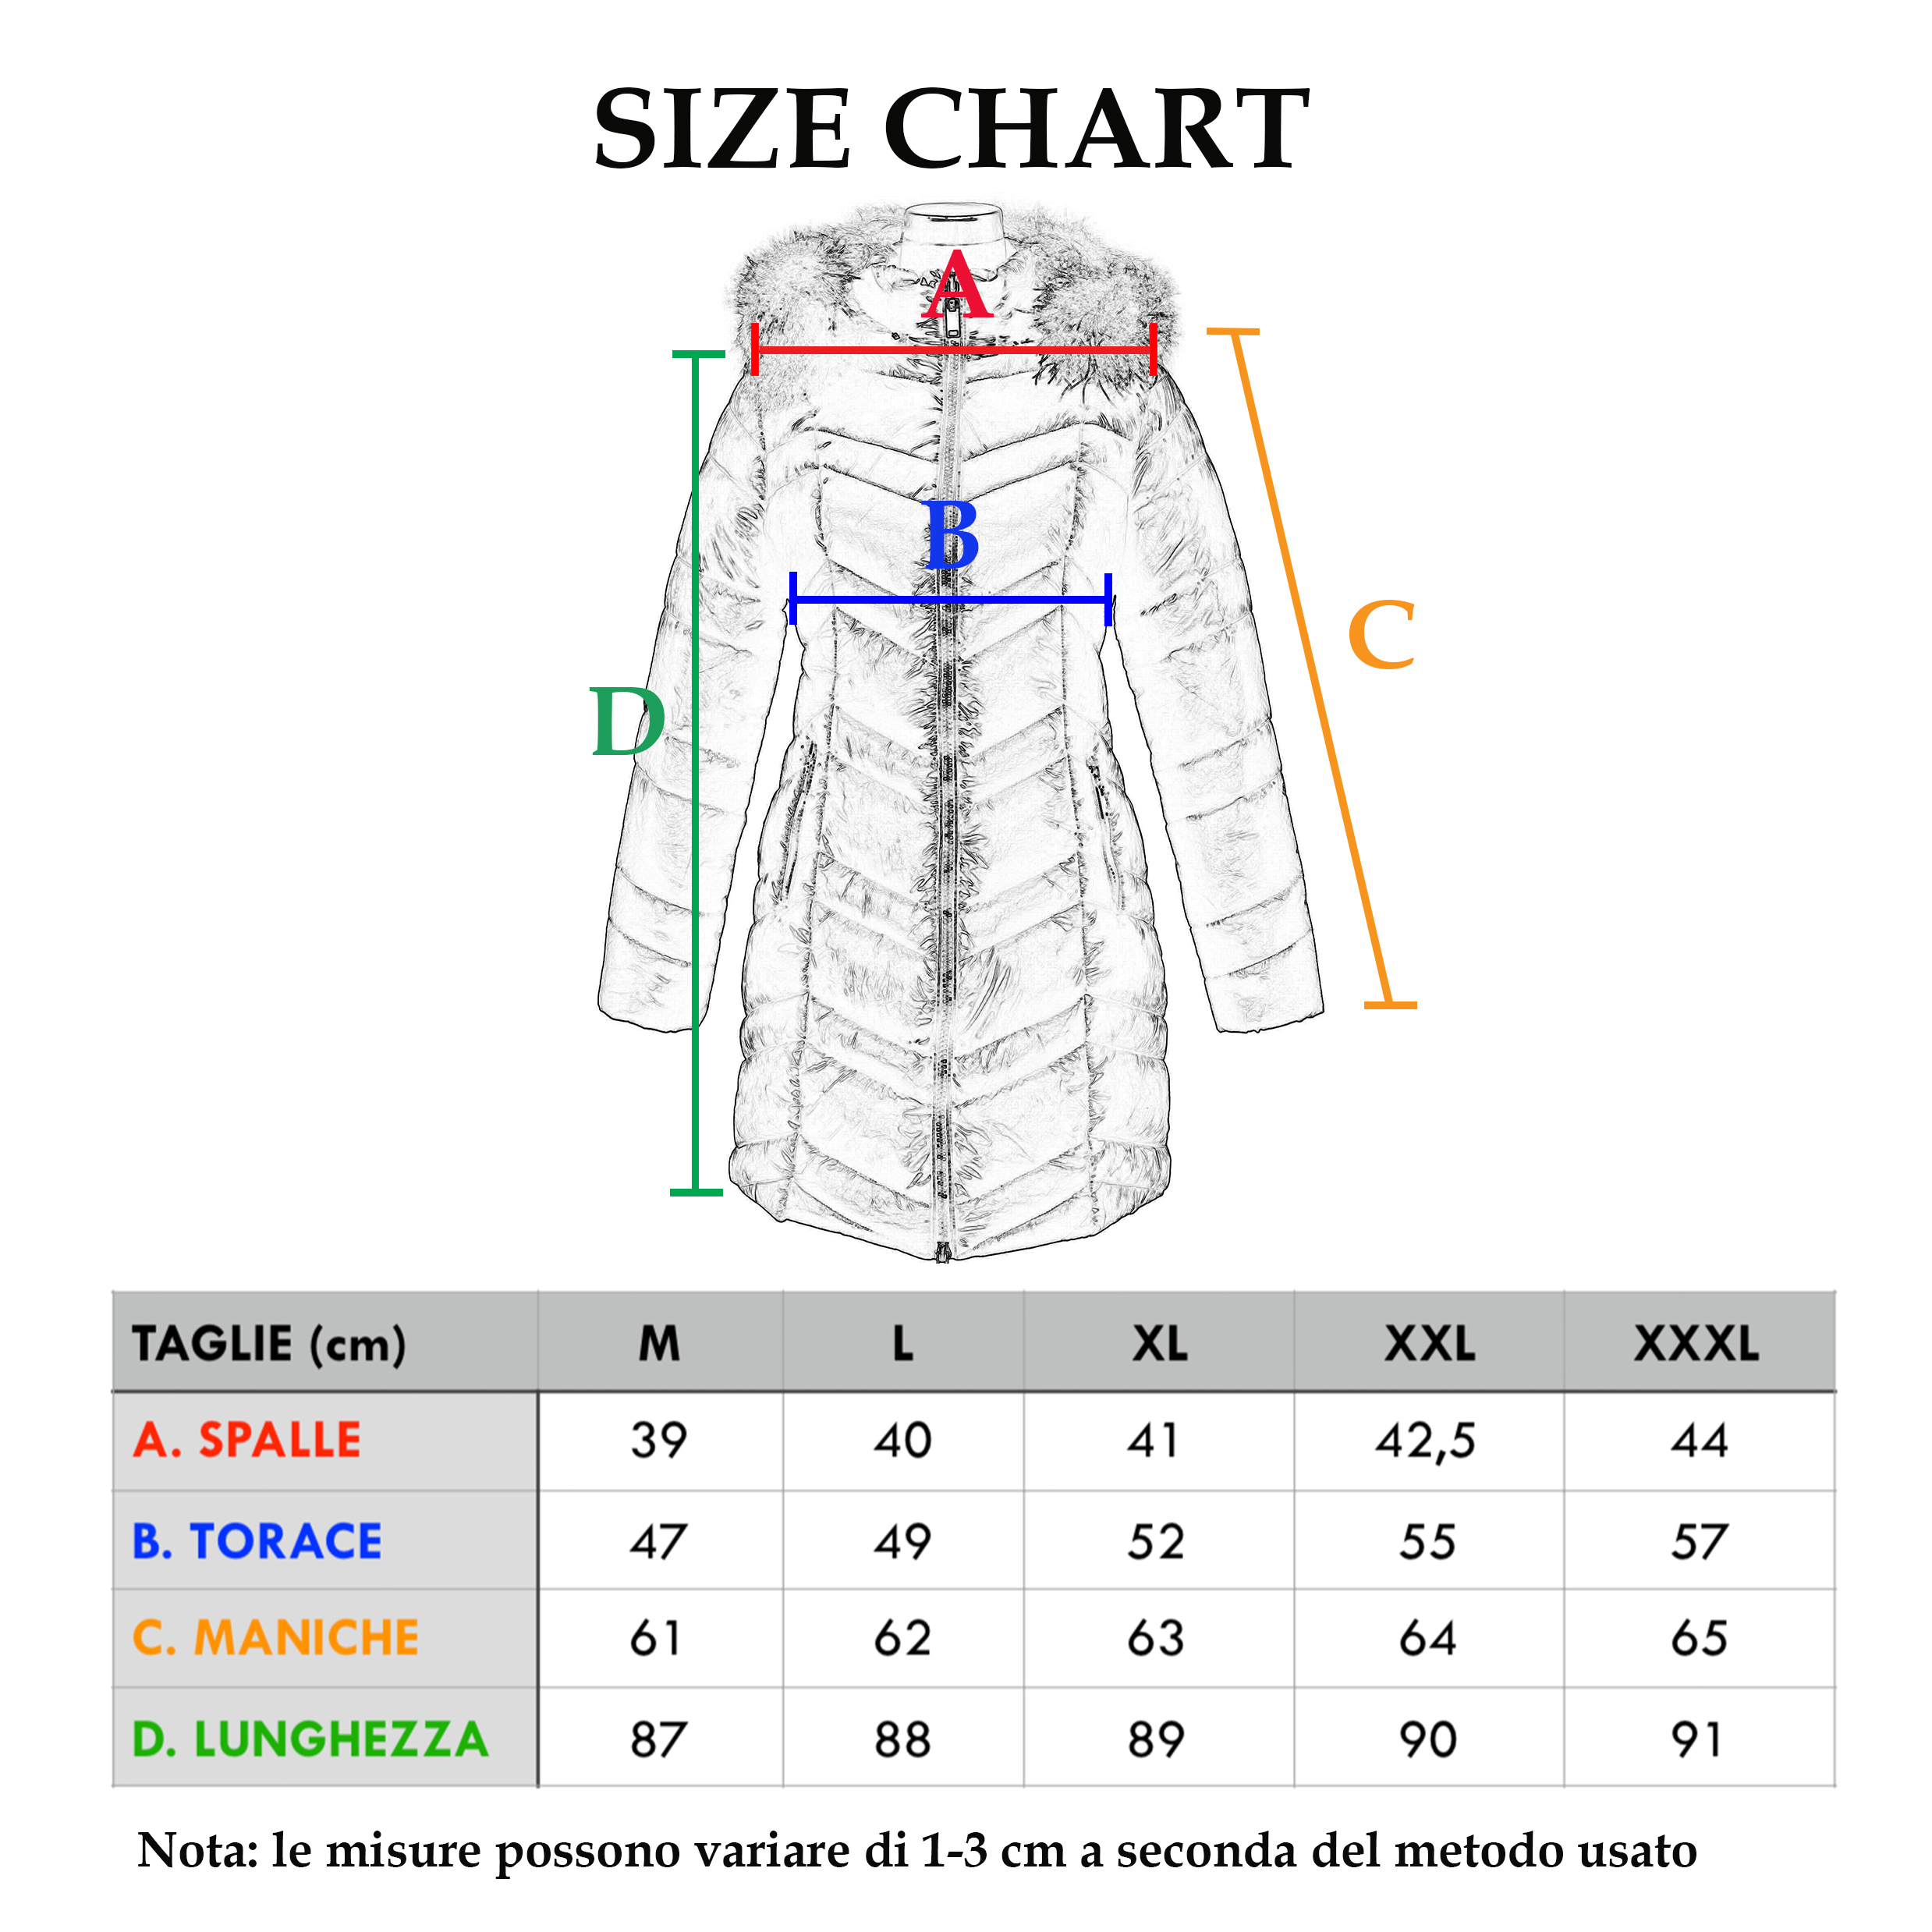 SIZE CHART
A
B
C
D
TAGLIE (cm) M L XL XXL XXXL
A. SPALLE 39 40 41 42,5 44
B. TORACE 47 49 52 55 57
C. MANICHE 61 62 63 64 65
D. LUNGHEZZA 87 88 89 90 91
Nota: le misure possono variare di 1-3 cm a seconda del metodo usato